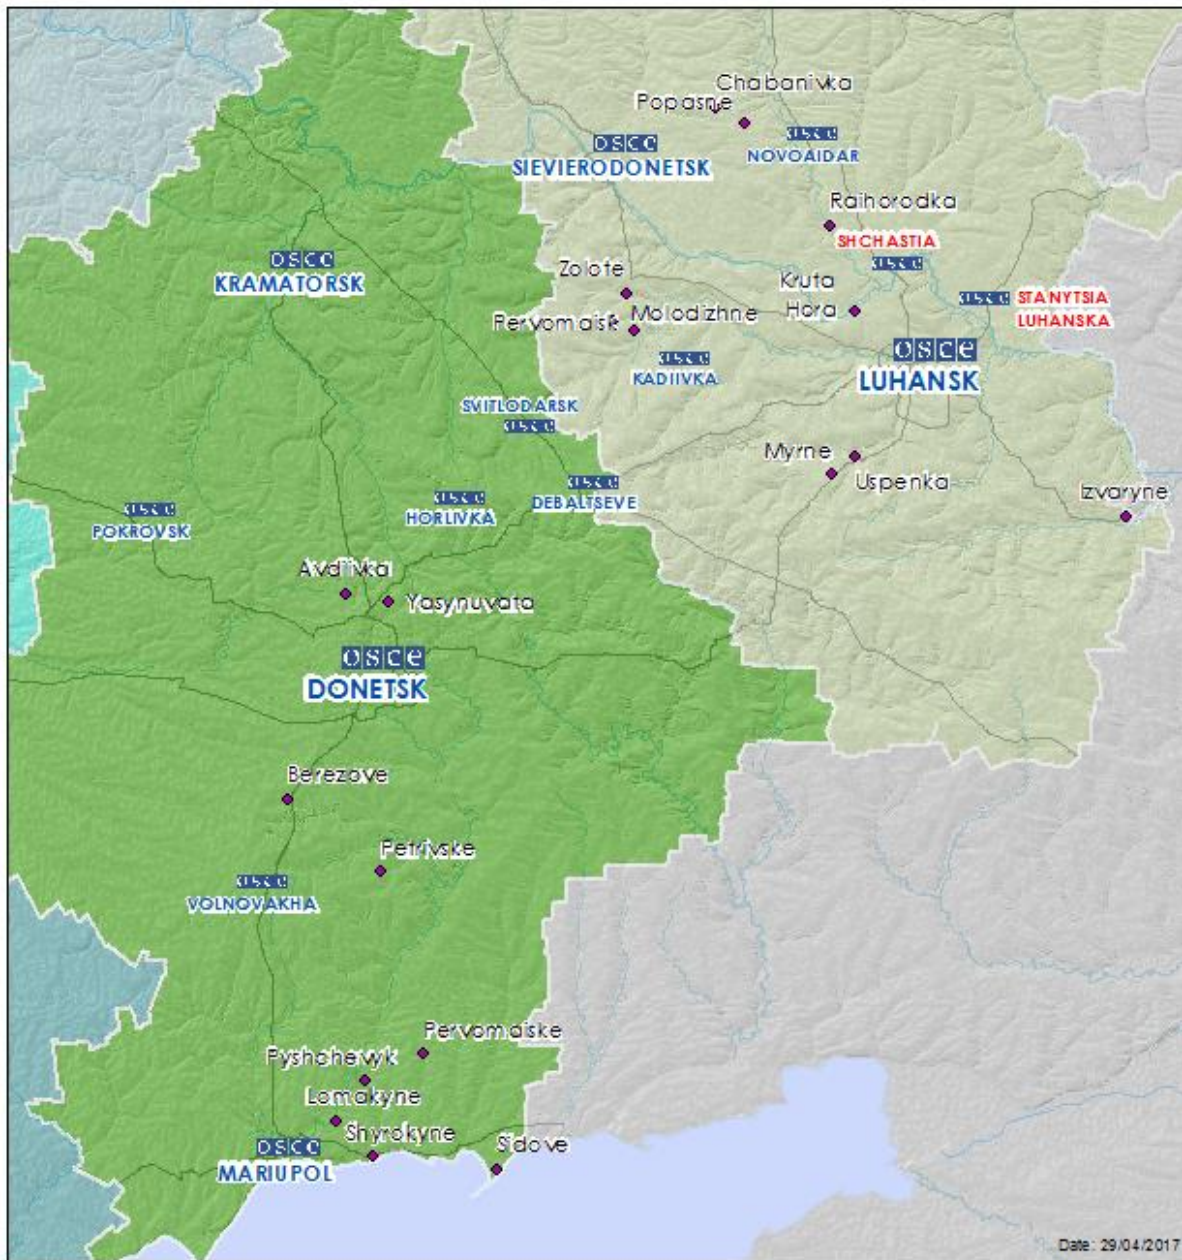 Chabanivka
Popasne
OSCE
NOVOAIDAR
OSCE
SIEVIERODONETSK
Raihorodka
SHCHASTIA
OSCE
OSCE
KRAMATORSK
Zolote
Kruta
Hora
OSCE
STANYTSIA
LUHANSKA
Pervomaisk
Molodizhne
OSCE
KADIIVKA
osce
LUHANSK
SVITLODARSK
OSCE
Myrne
Uspenka
Izvaryne
OSCE
DEBALTSEVE
OSCE
HORLIVKA
OSCE
POKROVSK
Avdiivka
Yasynuvata
osce
DONETSK
Berezove
Petrivske
OSCE
VOLNOVAKHA
Pervomaiske
Pyshchevyk
Lomakyne
Shyrokyne
Sidove
OSCE
MARIUPOL
Date: 29/04/2017